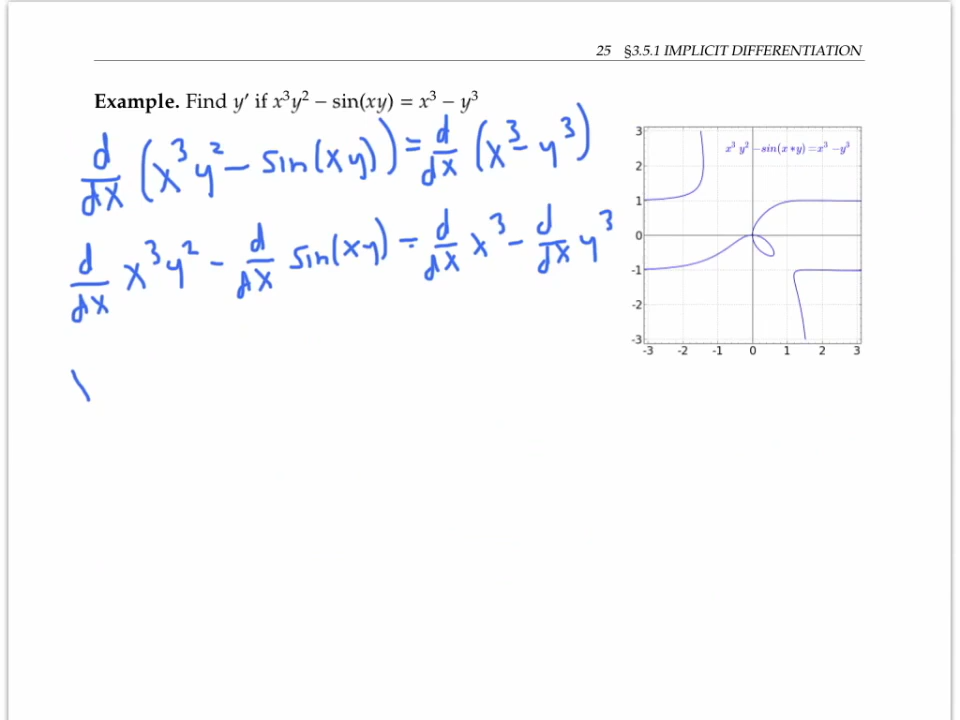 25 §3.5.1 IMPLICIT DIFFERENTIATION
Example. Find y′ if x³y² − sin(xy) = x³ − y³
d/dx (x³y² − sin(xy)) = d/dx (x³ − y³)
d/dx x³y² − d/dx sin(xy) = d/dx x³ − d/dx y³
x³ y² −sin(x∗y)=x³ −y³
3
2
1
0
-1
-2
-3
-3 -2 -1 0 1 2 3